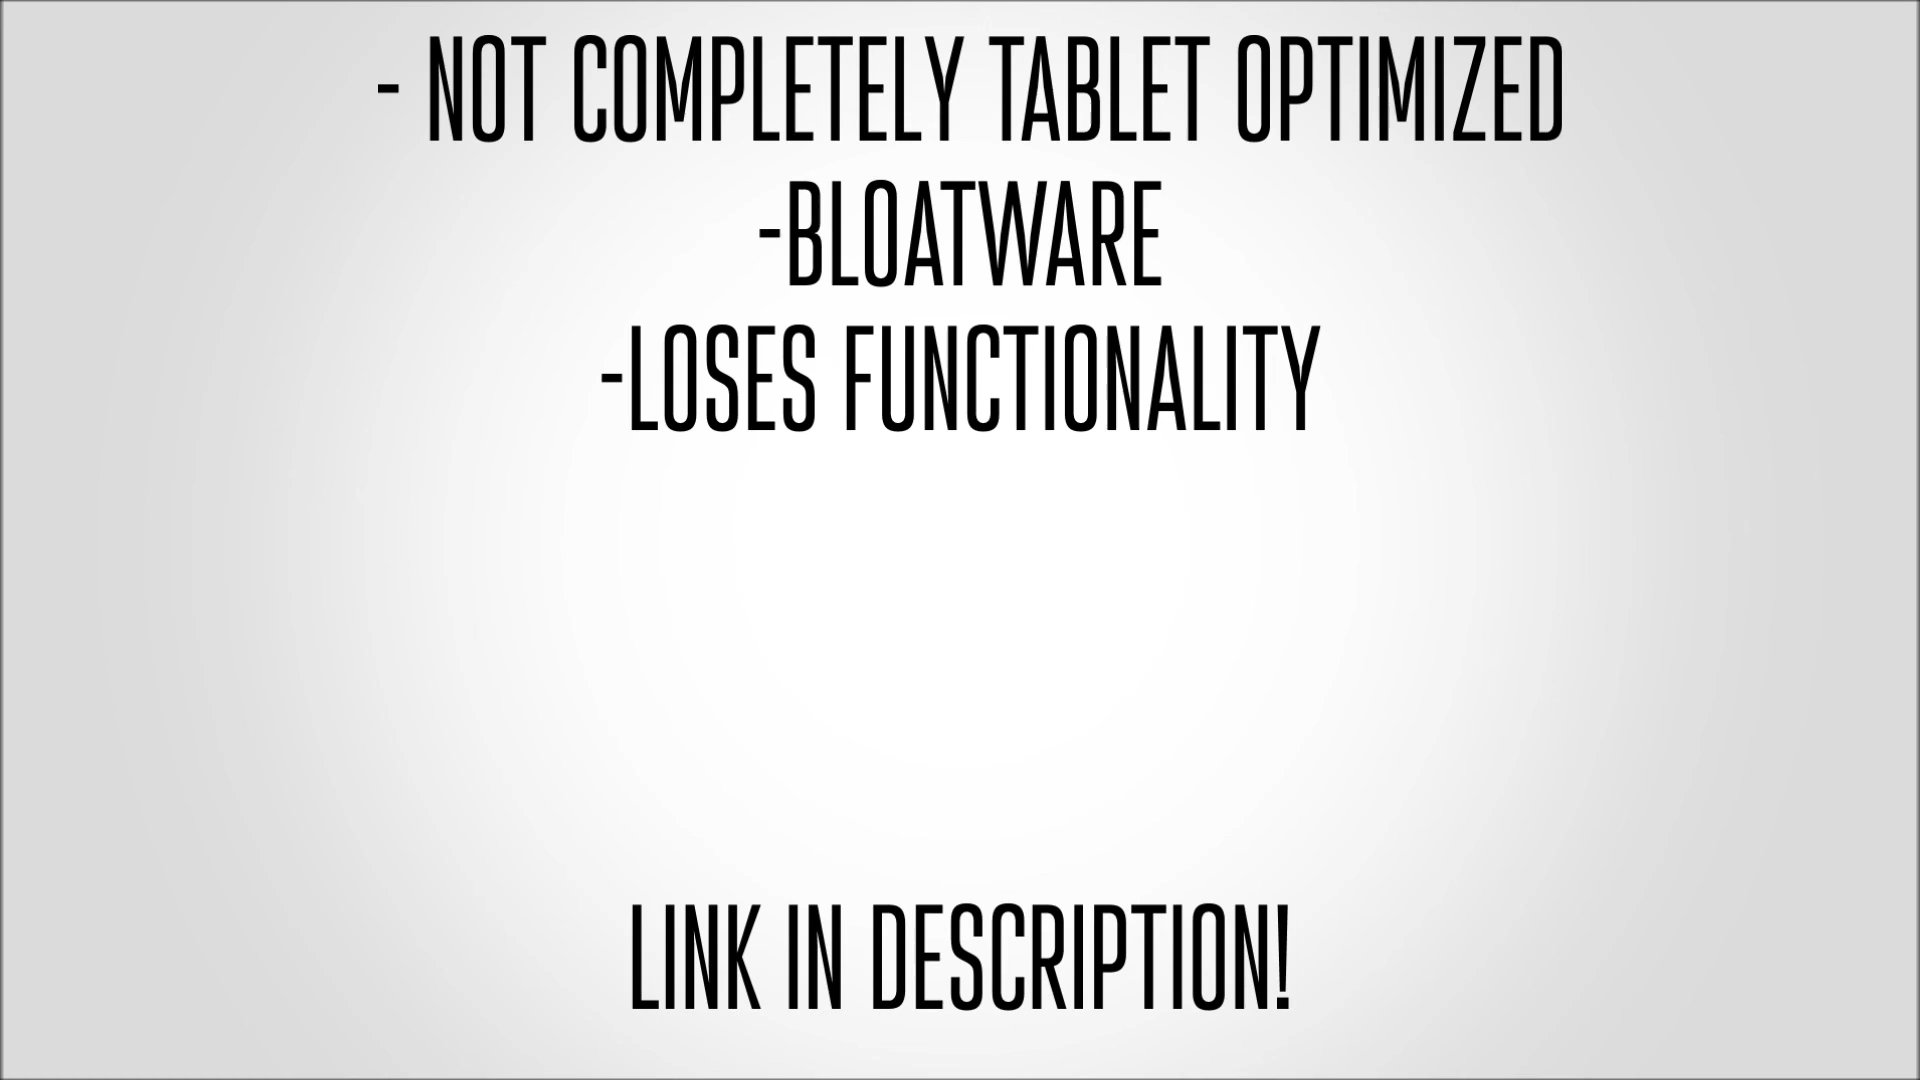 - NOT COMPLETELY TABLET OPTIMIZED
-BLOATWARE
-LOSES FUNCTIONALITY
LINK IN DESCRIPTION!